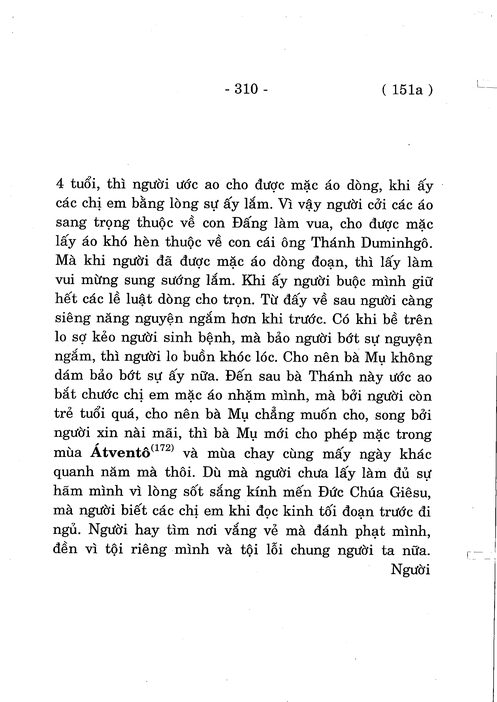 - 310 - ( 151a )
4 tuổi, thì người ước ao cho được mặc áo dòng, khi ấy
các chị em bằng lòng sự ấy lắm. Vì vậy người cởi các áo
sang trọng thuộc về con Đấng làm vua, cho được mặc
lấy áo khó hèn thuộc về con cái ông Thánh Duminhgô.
Mà khi người đã được mặc áo dòng đoạn, thì lấy làm
vui mừng sung sướng lắm. Khi ấy người buộc mình giữ
hết các lề luật dòng cho trọn. Từ đấy về sau người càng
siêng năng nguyện ngắm hơn khi trước. Có khi bề trên
lo sợ kẻo người sinh bệnh, mà bảo người bớt sự nguyện
ngắm, thì người lo buồn khóc lóc. Cho nên bà Mụ không
dám bảo bớt sự ấy nữa. Đến sau bà Thánh này ước ao
bắt chước chị em mặc áo nhặm mình, mà bởi người còn
trẻ tuổi quá, cho nên bà Mụ chẳng muốn cho, song bởi
người xin nài mãi, thì bà Mụ mới cho phép mặc trong
mùa Átventô(172) và mùa chay cùng mấy ngày khác
quanh năm mà thôi. Dù mà người chưa lấy làm đủ sự
hãm mình vì lòng sốt sắng kính mến Đức Chúa Giêsu,
mà người biết các chị em khi đọc kinh tối đoạn trước đi
ngủ. Người hay tìm nơi vắng vẻ mà đánh phạt mình,
đền vì tội riêng mình và tội lỗi chung người ta nữa.
Người